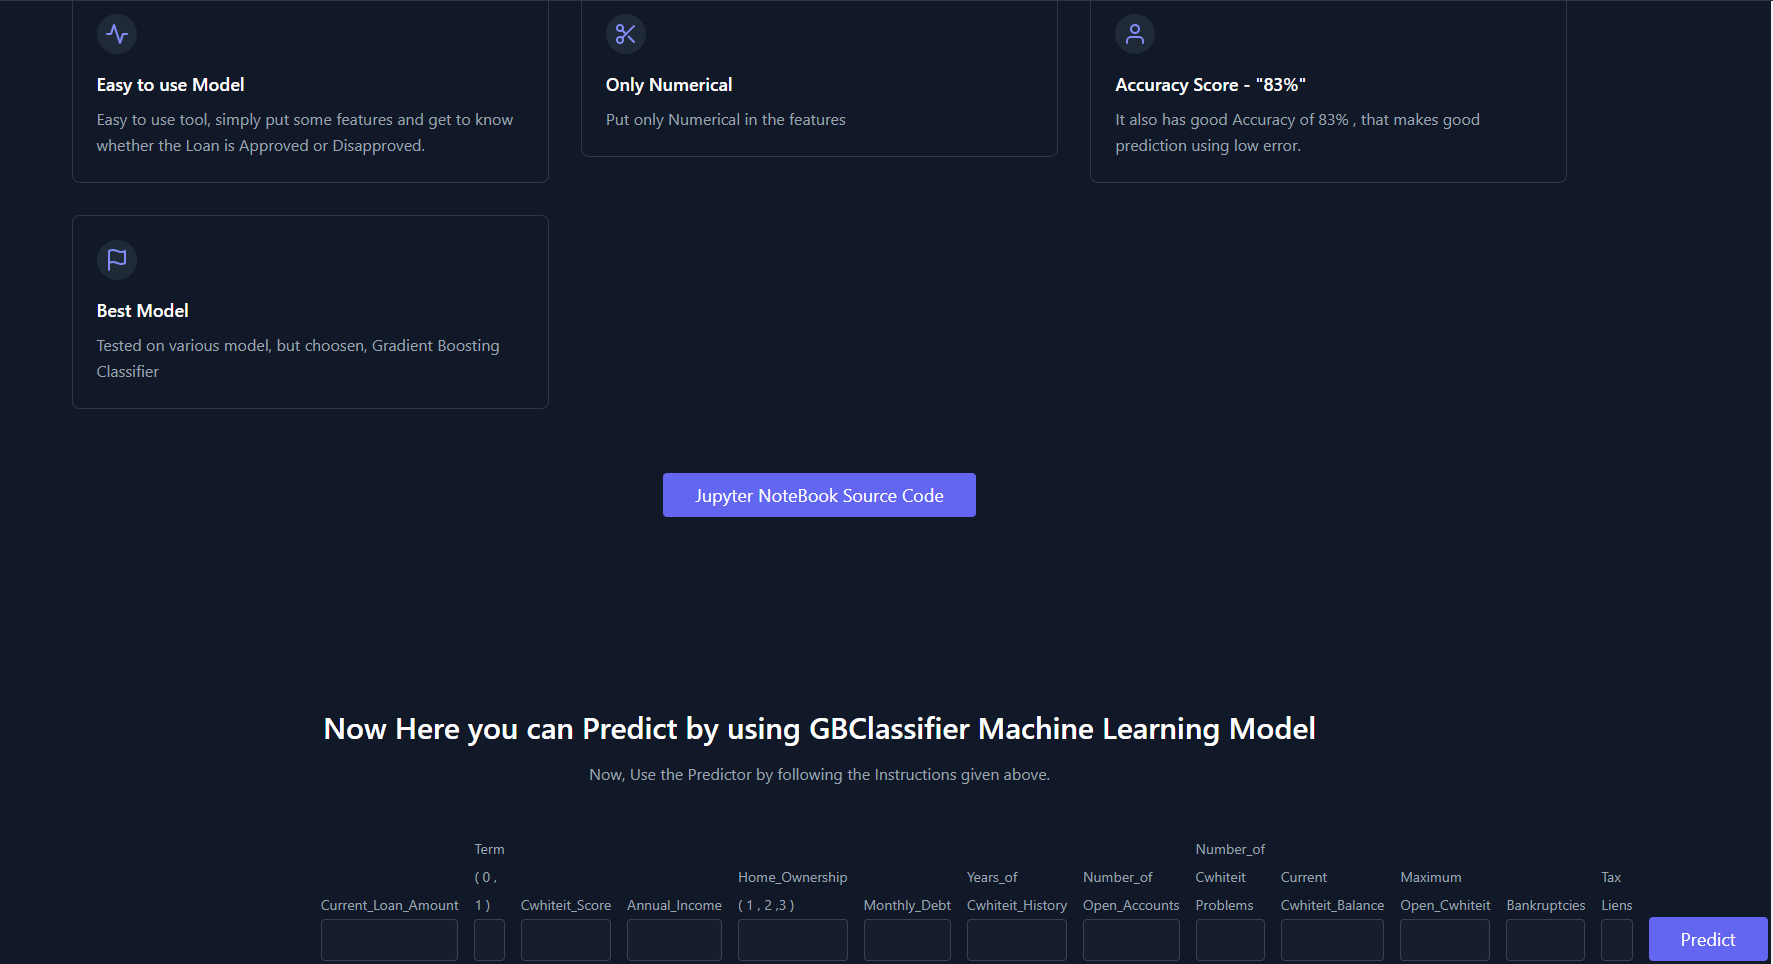 Easy to use Model
Easy to use tool, simply put some features and get to know
whether the Loan is Approved or Disapproved.
Only Numerical
Put only Numerical in the features
Accuracy Score - "83%"
It also has good Accuracy of 83% , that makes good
prediction using low error.
Best Model
Tested on various model, but choosen, Gradient Boosting
Classifier
Jupyter NoteBook Source Code
Now Here you can Predict by using GBClassifier Machine Learning Model
Now, Use the Predictor by following the Instructions given above.
Current_Loan_Amount
Term
( 0 ,
1 )
Cwhiteit_Score
Annual_Income
Home_Ownership
( 1 , 2 ,3 )
Monthly_Debt
Years_of
Cwhiteit_History
Number_of
Open_Accounts
Number_of
Cwhiteit
Problems
Current
Cwhiteit_Balance
Maximum
Open_Cwhiteit
Bankruptcies
Tax
Liens
Predict